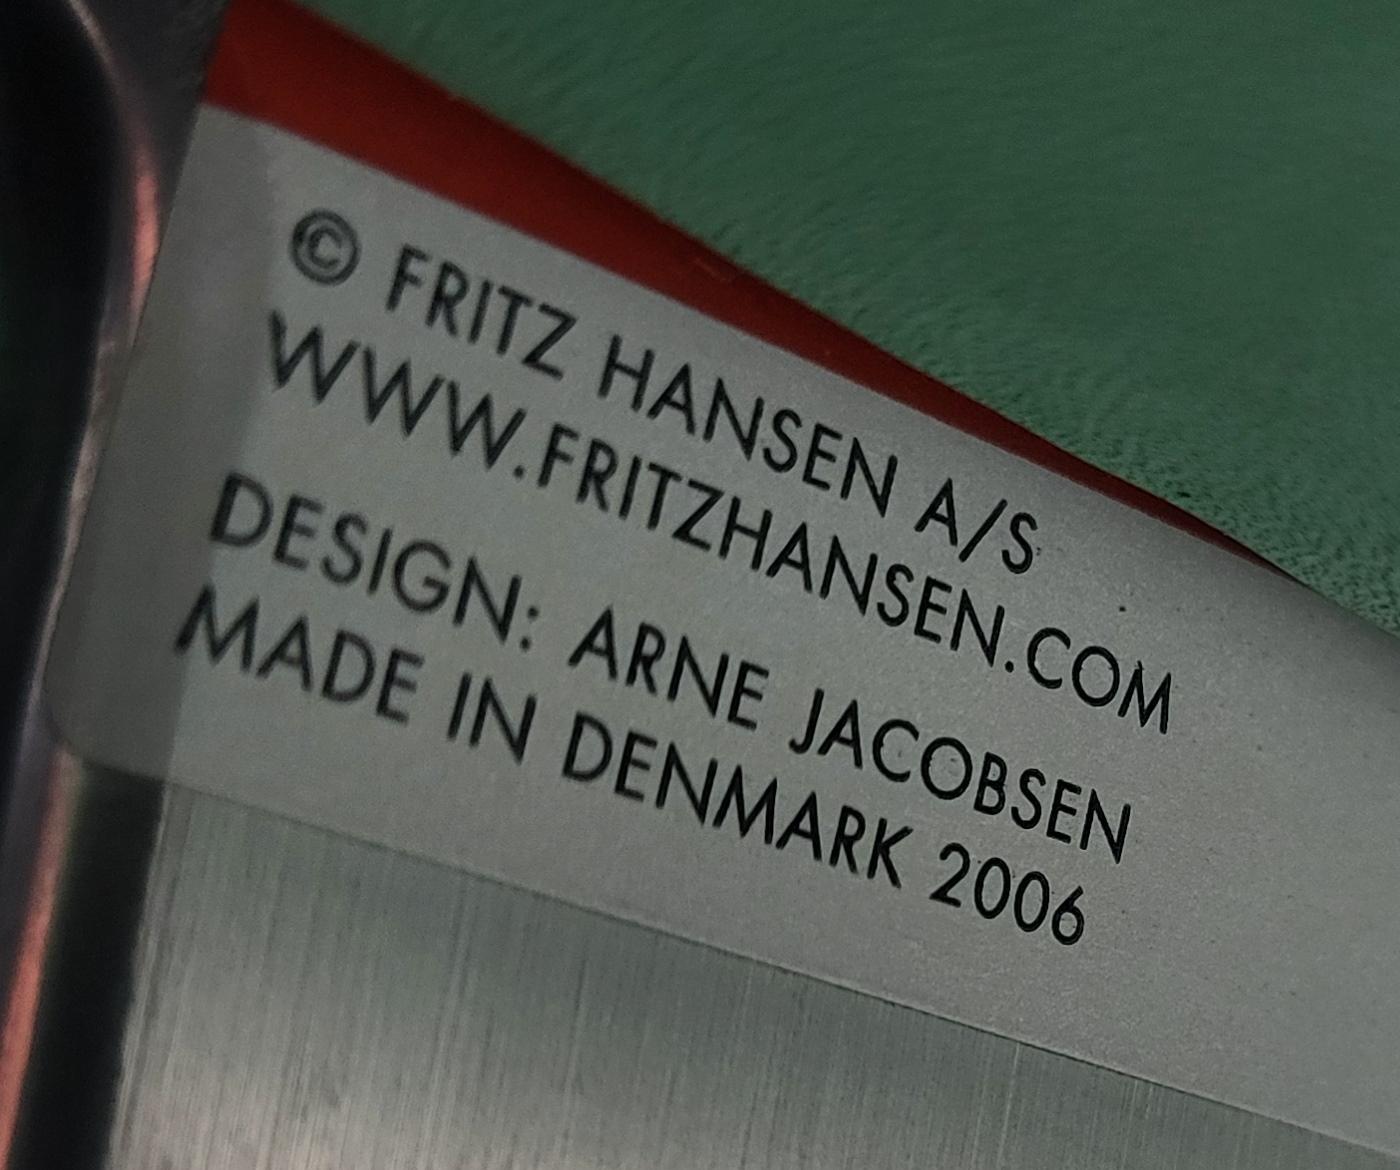 © FRITZ HANSEN A/S
WWW.FRITZHANSEN.COM
DESIGN: ARNE JACOBSEN
MADE IN DENMARK 2006